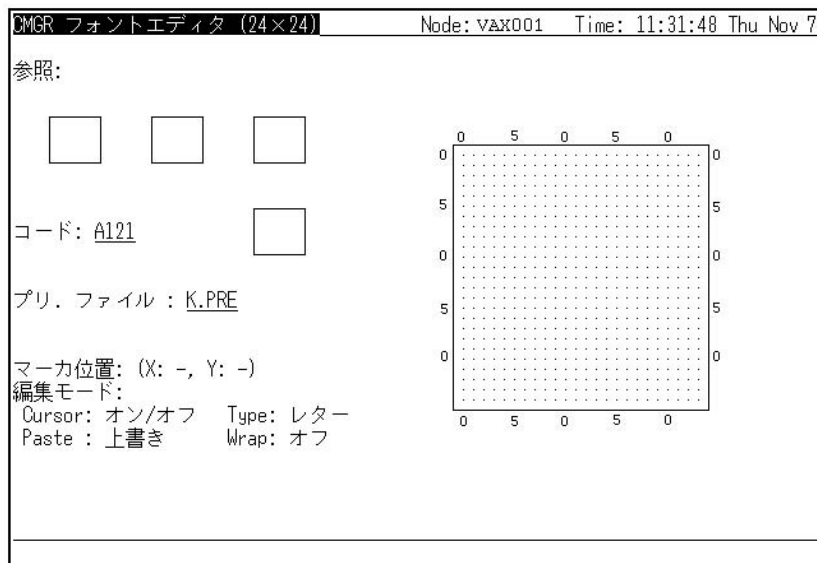 CMGR フォントエディタ (24×24) Node: VAX001 Time: 11:31:48 Thu Nov 7
参照:
0 5 0 5 0
0 0
5 5
コード: A121
0 0
プリ. ファイル : K.PRE
5 5
0 0
マーカ位置: (X: -, Y: -)
編集モード:
Cursor: オン/オフ Type: レター
0 5 0 5 0
Paste : 上書き Wrap: オフ